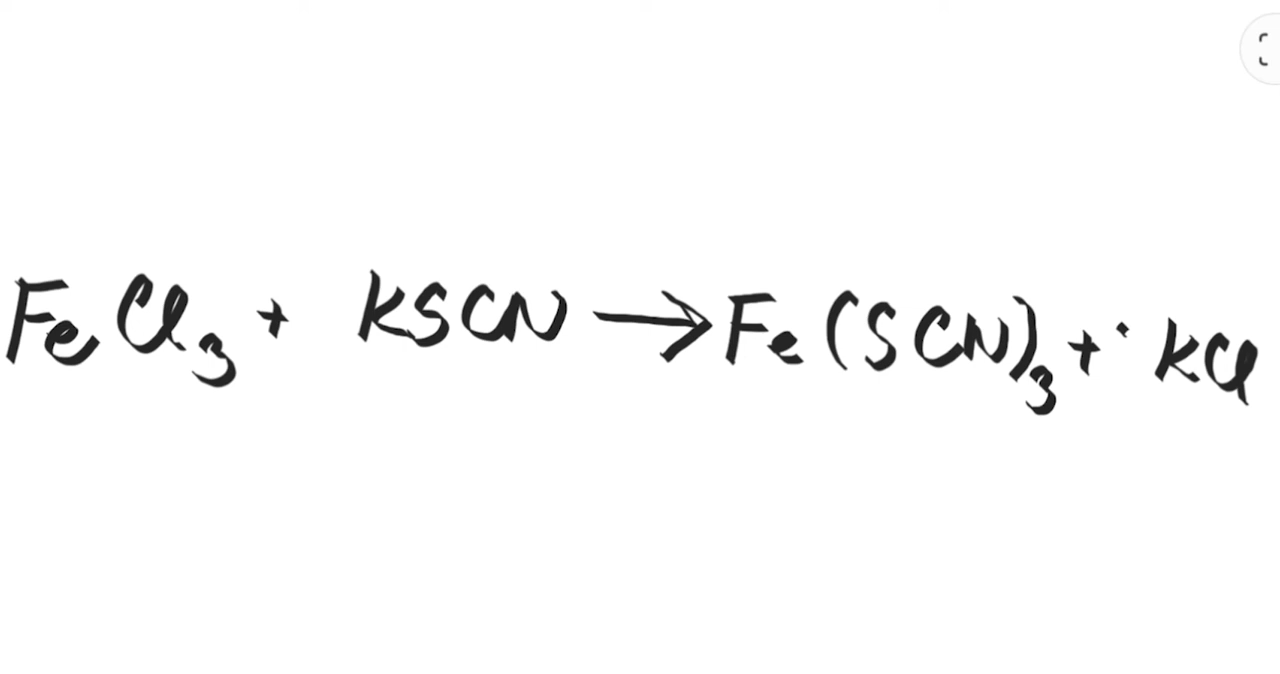 FeCl₃ + KSCN → Fe(SCN)₃ + KCl